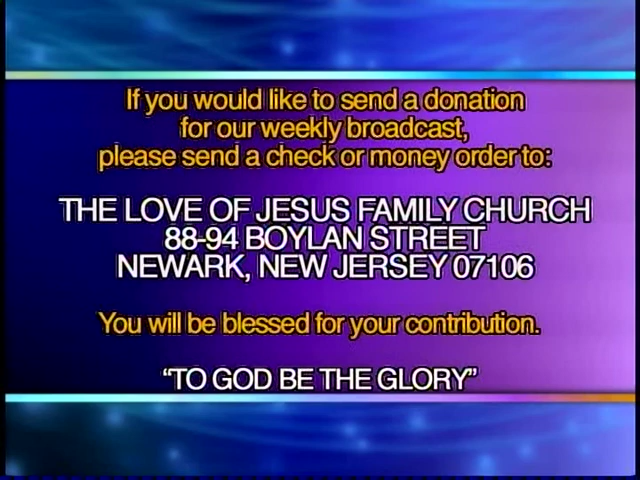 If you would like to send a donation
for our weekly broadcast,
please send a check or money order to:
THE LOVE OF JESUS FAMILY CHURCH
88-94 BOYLAN STREET
NEWARK, NEW JERSEY 07106
You will be blessed for your contribution.
“TO GOD BE THE GLORY”